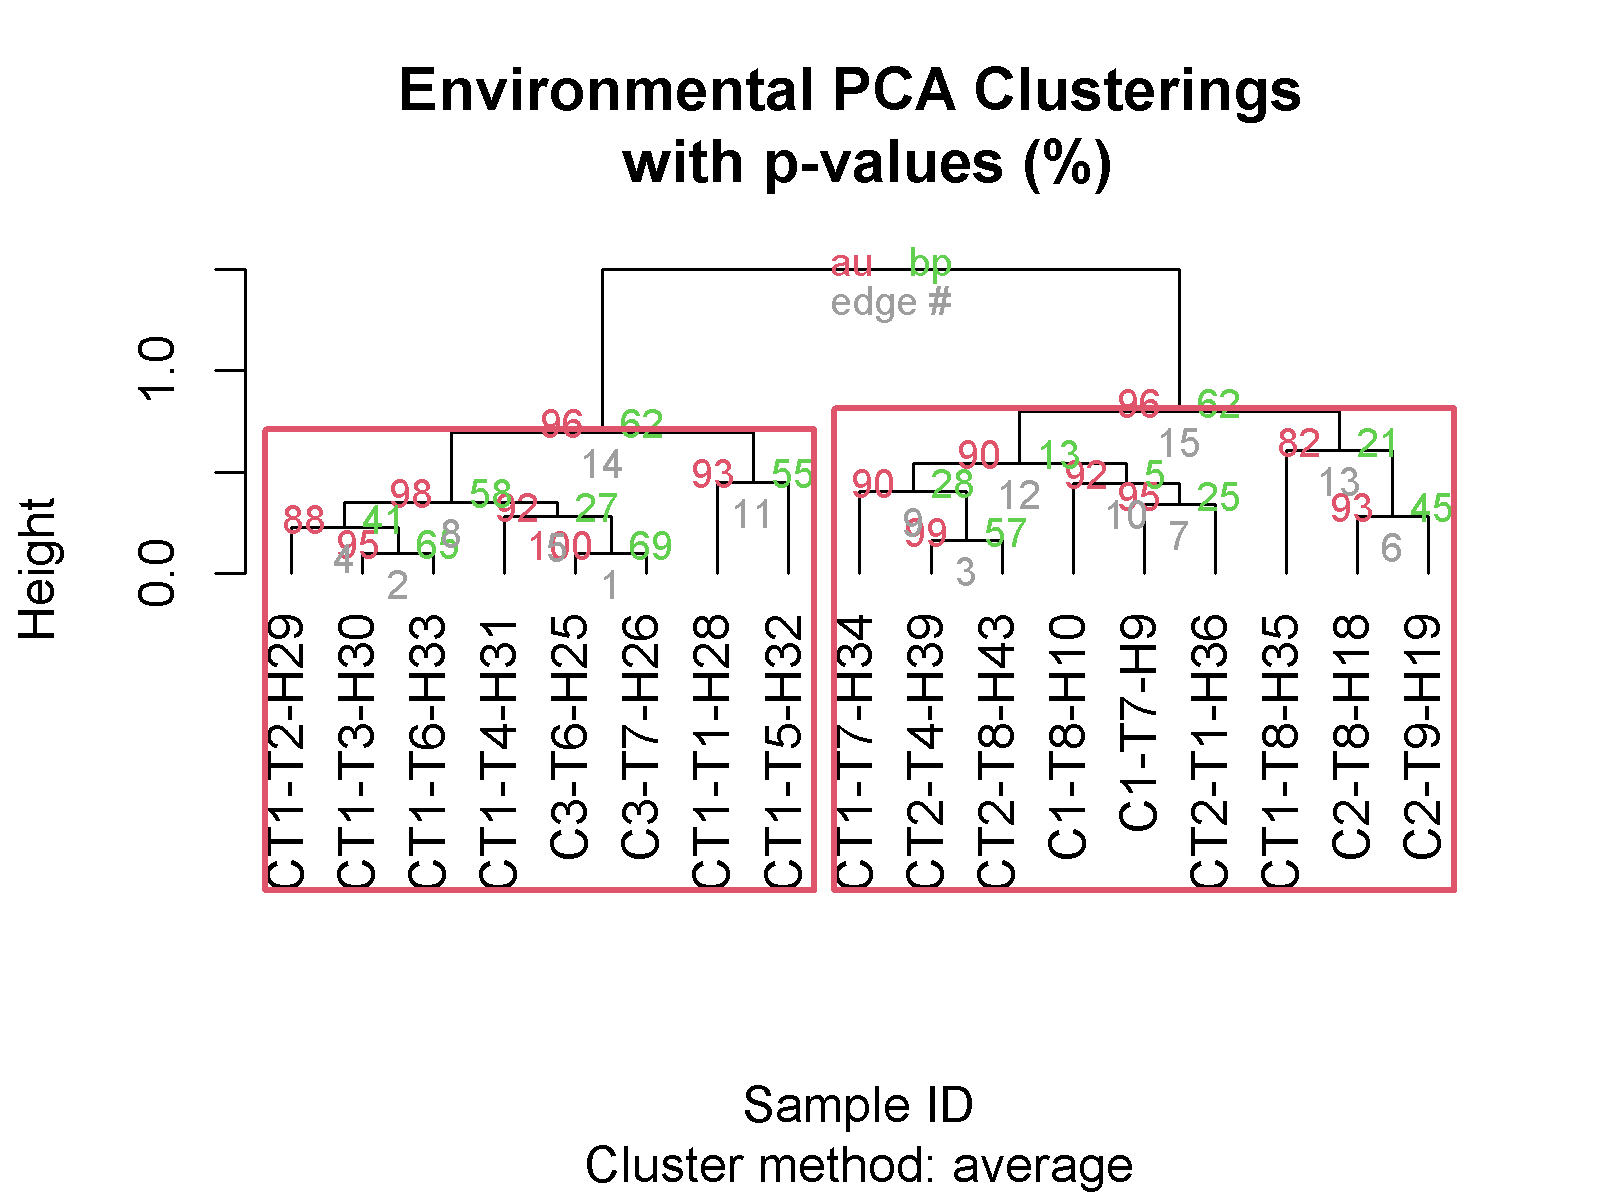 Environmental PCA Clusterings
with p-values (%)
au bp
edge #
96 62
15
96 62
14
82 21
13
90 13
12
93 55
11
92 5
10
90 28
9
98 58
8
95 25
7
93 45
6
92 27
5
88 41
4
99 57
3
95 65
2
100 69
1
Height
0.0
1.0
CT1-T2-H29
CT1-T3-H30
CT1-T6-H33
CT1-T4-H31
C3-T6-H25
C3-T7-H26
CT1-T1-H28
CT1-T5-H32
CT1-T7-H34
CT2-T4-H39
CT2-T8-H43
C1-T8-H10
C1-T7-H9
CT2-T1-H36
CT1-T8-H35
C2-T8-H18
C2-T9-H19
Sample ID
Cluster method: average